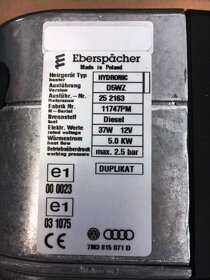 Eberspächer
Made in Poland
Heizgerät Typ HYDRONIC
heater
Ausführung D5WZ
Version
Ausführ.-Nr. 25 2163
Reference
Fabrik Nr. 11747PM
N-Serie
Brennstoff Diesel
fuel
Elektr. Werte 37W 12V
rated voltage
Wärmestrom 5.0 KW
heat flow
Betriebsüberdruck max. 2.5 bar
working pressure
e1 DUPLIKAT
00 0023
e1
03 1075
CE
7M3 815 071 D